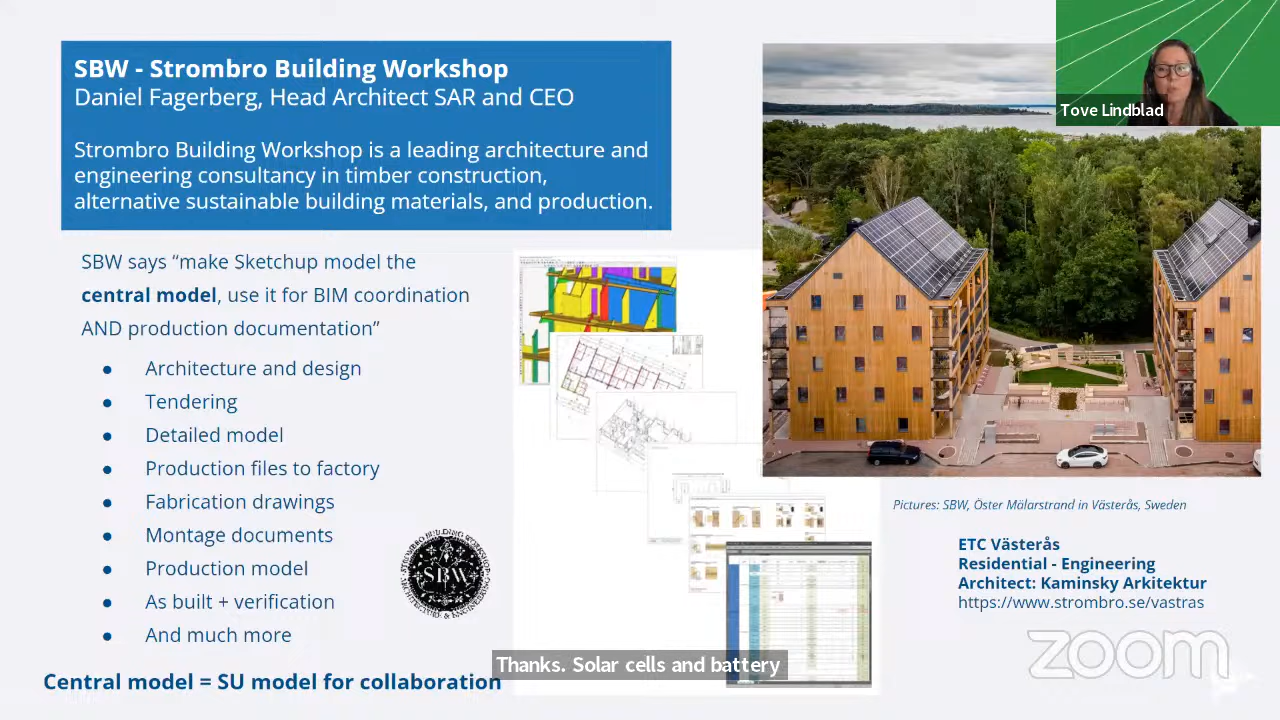 SBW - Strombro Building Workshop
Daniel Fagerberg, Head Architect SAR and CEO
Strombro Building Workshop is a leading architecture and
engineering consultancy in timber construction,
alternative sustainable building materials, and production.
SBW says “make Sketchup model the
central model, use it for BIM coordination
AND production documentation”
● Architecture and design
● Tendering
● Detailed model
● Production files to factory
● Fabrication drawings
● Montage documents
● Production model
● As built + verification
● And much more
Central model = SU model for collaboration
SBW
Tove Lindblad
Pictures: SBW, Öster Mälarstrand in Västerås, Sweden
ETC Västerås
Residential - Engineering
Architect: Kaminsky Arkitektur
https://www.strombro.se/vastras
Thanks. Solar cells and battery
zoom